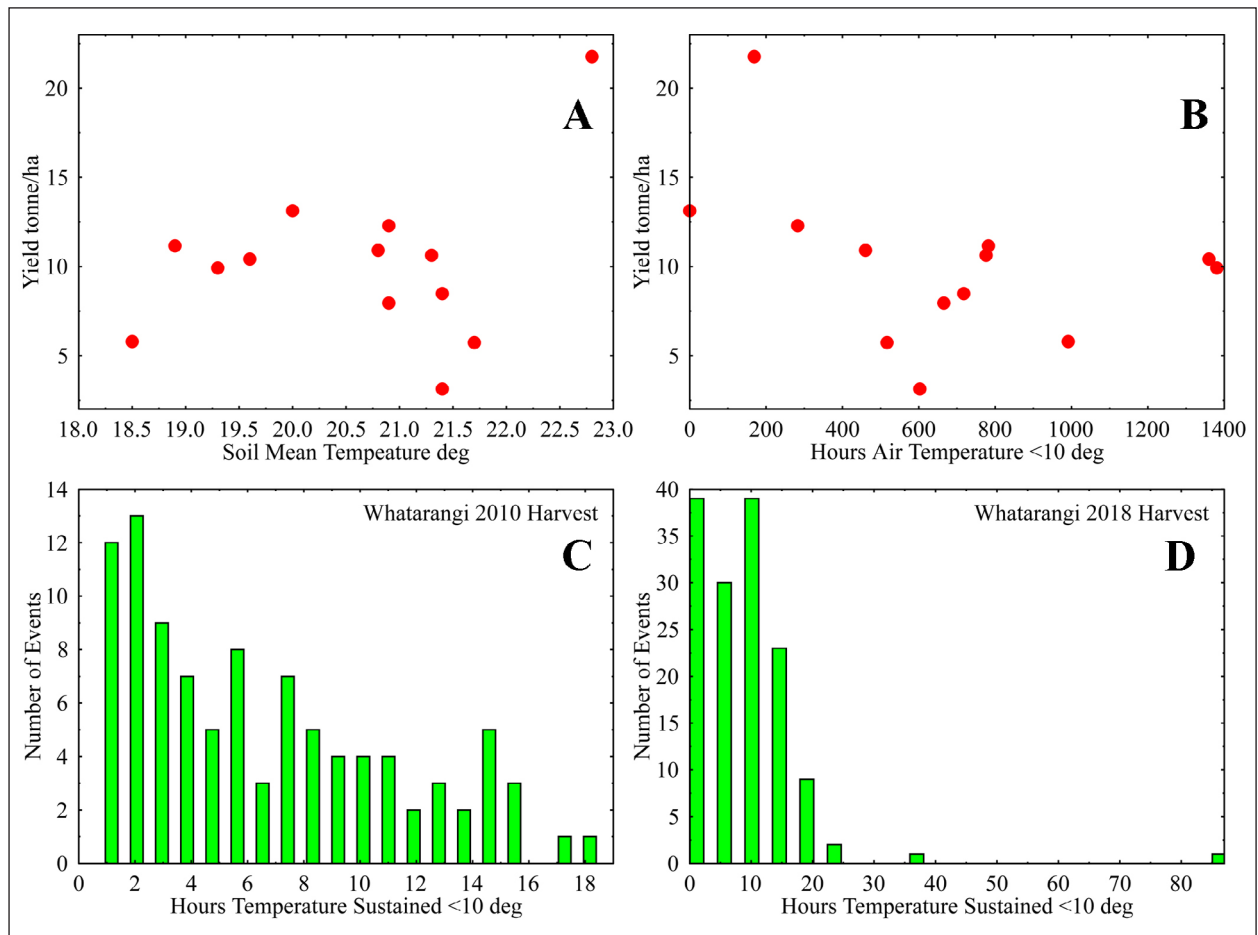 20
15
10
5
Yield tonne/ha
A
18.0 18.5 19.0 19.5 20.0 20.5 21.0 21.5 22.0 22.5 23.0
Soil Mean Tempeature deg
20
15
10
5
Yield tonne/ha
B
0 200 400 600 800 1000 1200 1400
Hours Air Temperature <10 deg
14
12
10
8
6
4
2
0
Number of Events
Whatarangi 2010 Harvest
C
0 2 4 6 8 10 12 14 16 18
Hours Temperature Sustained <10 deg
40
35
30
25
20
15
10
5
0
Number of Events
Whatarangi 2018 Harvest
D
0 10 20 30 40 50 60 70 80
Hours Temperature Sustained <10 deg